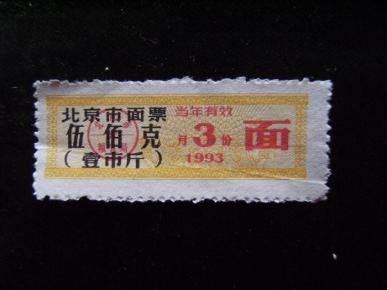 北京市面票
伍佰克
(壹市斤)
当年有效
月3份
1993
面